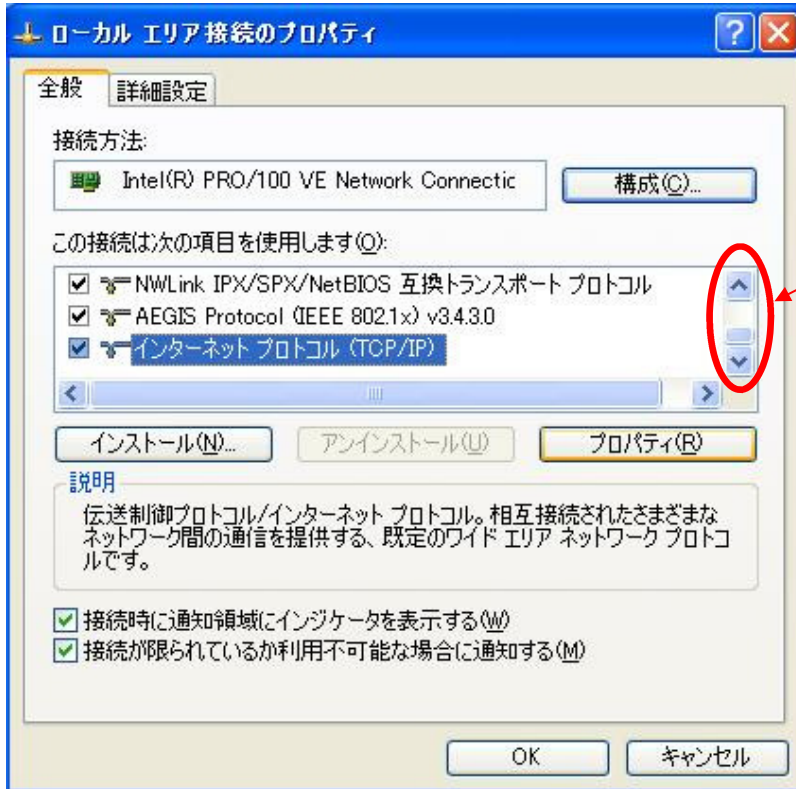 ローカル エリア接続のプロパティ
全般 詳細設定
接続方法:
Intel(R) PRO/100 VE Network Connectic 構成(C)...
この接続は次の項目を使用します(O):
NWLink IPX/SPX/NetBIOS 互換トランスポート プロトコル
AEGIS Protocol (IEEE 802.1x) v3.4.3.0
インターネット プロトコル (TCP/IP)
インストール(N)... アンインストール(U) プロパティ(R)
説明
伝送制御プロトコル/インターネット プロトコル。相互接続されたさまざまな
ネットワーク間の通信を提供する、既定のワイド エリア ネットワーク プロトコ
ルです。
接続時に通知領域にインジケータを表示する(W)
接続が限られているか利用不可能な場合に通知する(M)
OK キャンセル